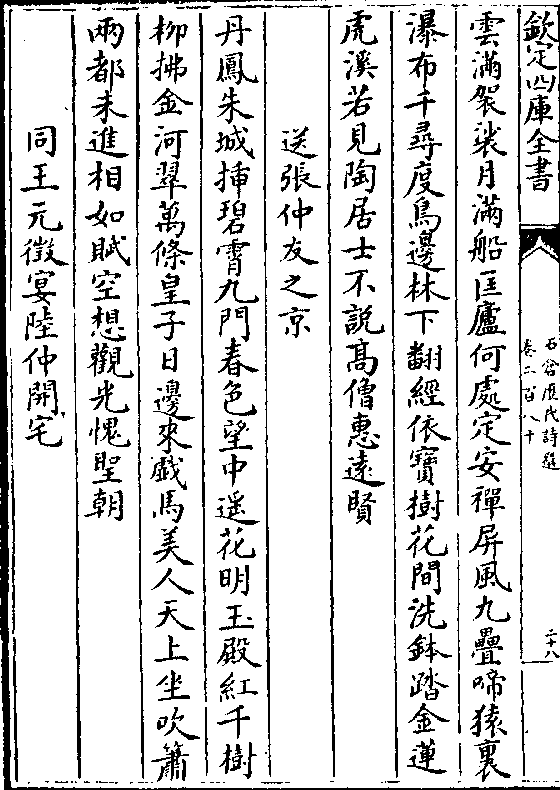 欽定四庫全書
石倉歷代詩選
卷二百八十
二十八
雲滿袈裟月滿船匡廬何處定安禪屏風九疊啼猿裏
瀑布千尋度鳥邊林下翻經依寶樹花間洗鉢踏金蓮
虎溪若見陶居士不說髙僧惠遠賢
送張仲友之京
丹鳳朱城揷碧霄九門春色望中遥花明玉殿紅千樹
栁拂金河翠萬條皇子日邊來戲馬美人天上坐吹簫
兩都未進相如賦空想觀光愧聖朝
同王元徵宴陸仲開宅